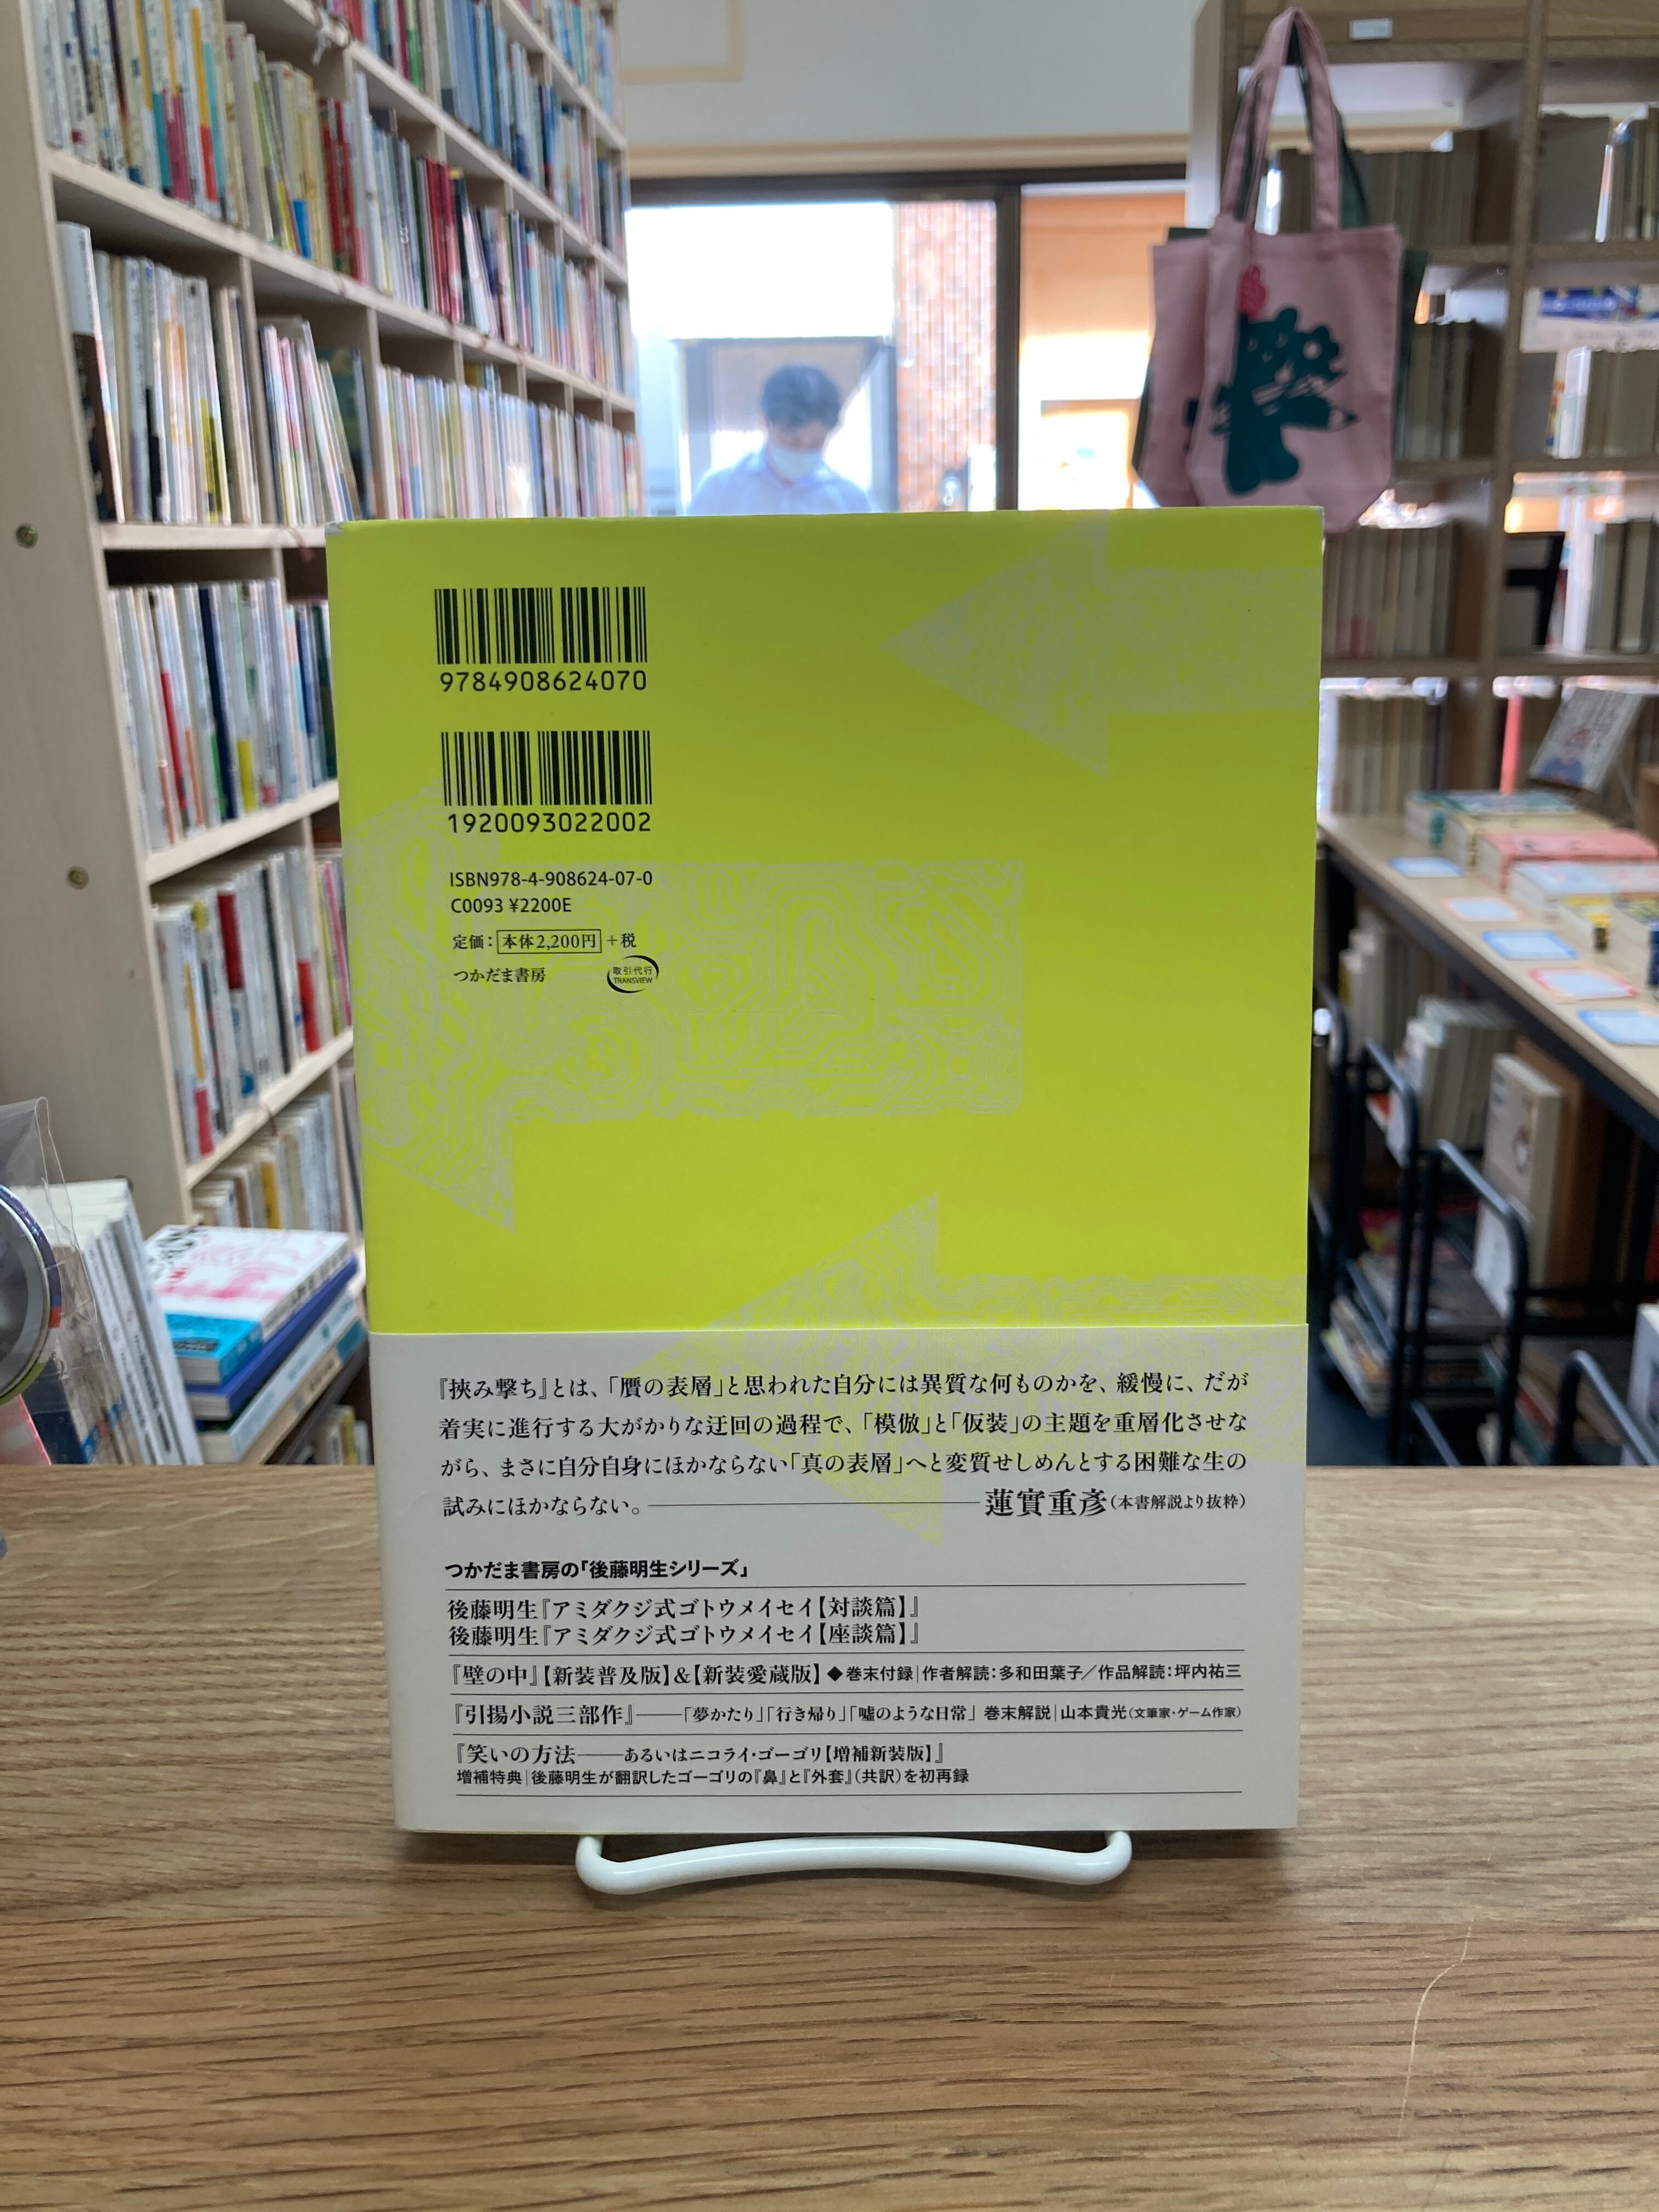 9784908624070
1920093022002
ISBN978-4-908624-07-0
C0093 ¥2200E
定価：本体2,200円＋税
つかだま書房
取引代行
TRANSVIEW
『挾み撃ち』とは、「贋の表層」と思われた自分には異質な何ものかを、緩慢に、だが
着実に進行する大がかりな迂回の過程で、「模倣」と「仮装」の主題を重層化させな
がら、まさに自分自身にほかならない「真の表層」へと変質せしめんとする困難な生の
試みにほかならない。――蓮實重彥（本書解説より抜粋）
つかだま書房の「後藤明生シリーズ」
後藤明生『アミダクジ式ゴトウメイセイ【対談篇】』
後藤明生『アミダクジ式ゴトウメイセイ【座談篇】』
『壁の中』【新装普及版】＆【新装愛蔵版】◆巻末付録｜作者解読：多和田葉子／作品解読：坪内祐三
『引揚小説三部作』――「夢かたり」「行き帰り」「嘘のような日常」 巻末解説｜山本貴光（文筆家・ゲーム作家）
『笑いの方法――あるいはニコライ・ゴーゴリ【増補新装版】』
増補特典｜後藤明生が翻訳したゴーゴリの『鼻』と『外套』（共訳）を初再録